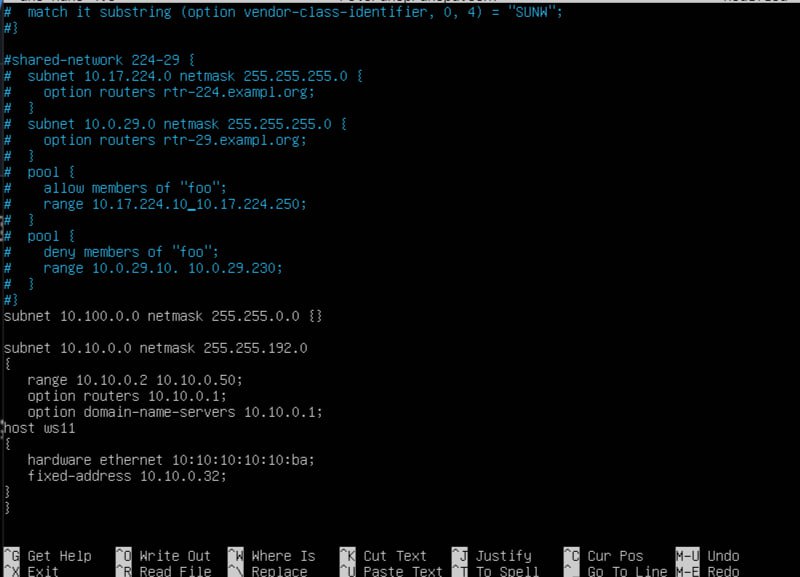 #  match it substring (option vendor-class-identifier, 0, 4) = "SUNW";
#}
#shared-network 224-29 {
#  subnet 10.17.224.0 netmask 255.255.255.0 {
#    option routers rtr-224.exampl.org;
#  }
#  subnet 10.0.29.0 netmask 255.255.255.0 {
#    option routers rtr-29.exampl.org;
#  }
#  pool {
#    allow members of "foo";
#    range 10.17.224.10_10.17.224.250;
#  }
#  pool {
#    deny members of "foo";
#    range 10.0.29.10. 10.0.29.230;
#  }
#}
subnet 10.100.0.0 netmask 255.255.0.0 {}
subnet 10.10.0.0 netmask 255.255.192.0
{
   range 10.10.0.2 10.10.0.50;
   option routers 10.10.0.1;
   option domain-name-servers 10.10.0.1;
host ws11
{
   hardware ethernet 10:10:10:10:10:ba;
   fixed-address 10.10.0.32;
}
}
^G Get Help ^O Write Out ^W Where Is ^K Cut Text ^J Justify ^C Cur Pos M-U Undo
^X Exit ^R Read File ^\ Replace ^U Paste Text ^T To Spell ^_ Go To Line M-E Redo